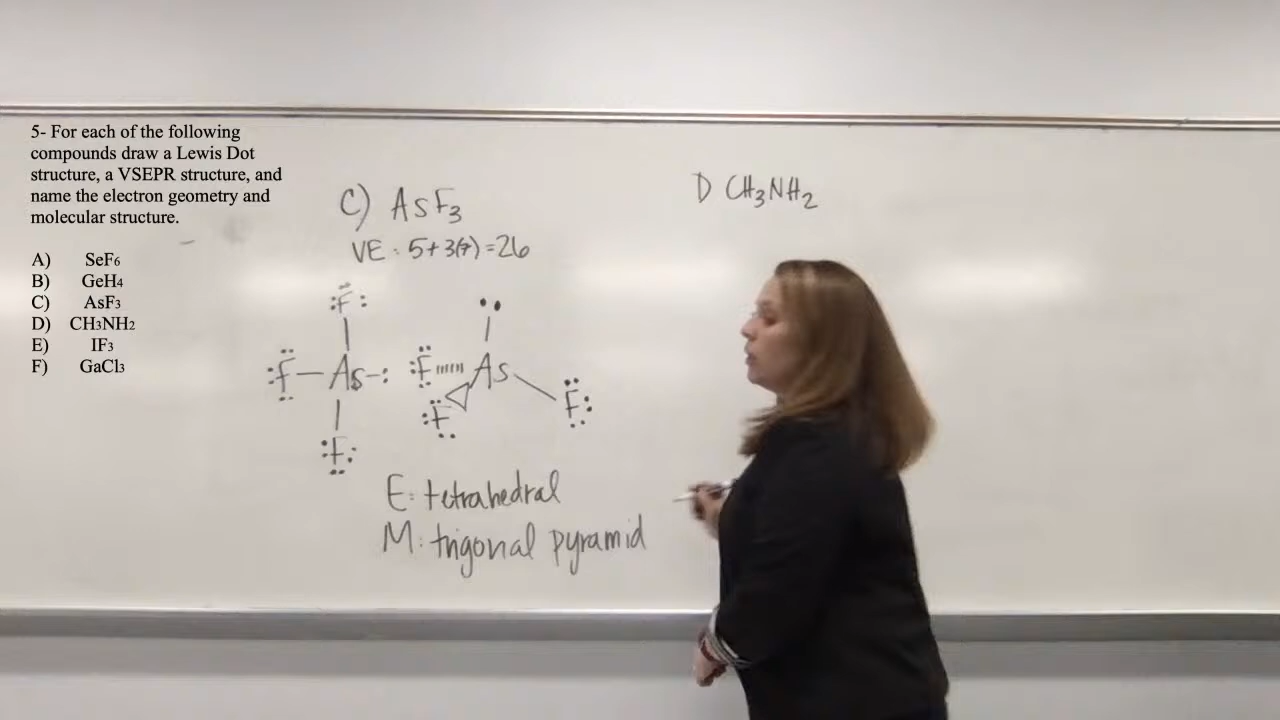 5- For each of the following
compounds draw a Lewis Dot
structure, a VSEPR structure, and
name the electron geometry and
molecular structure.
A) SeF6
B) GeH4
C) AsF3
D) CH3NH2
E) IF3
F) GaCl3
C) AsF3
VE: 5+3(7)=26
:F:
:F—As-:
:F:
:F As
:F F:
E: tetrahedral
M: trigonal pyramid
D CH3NH2